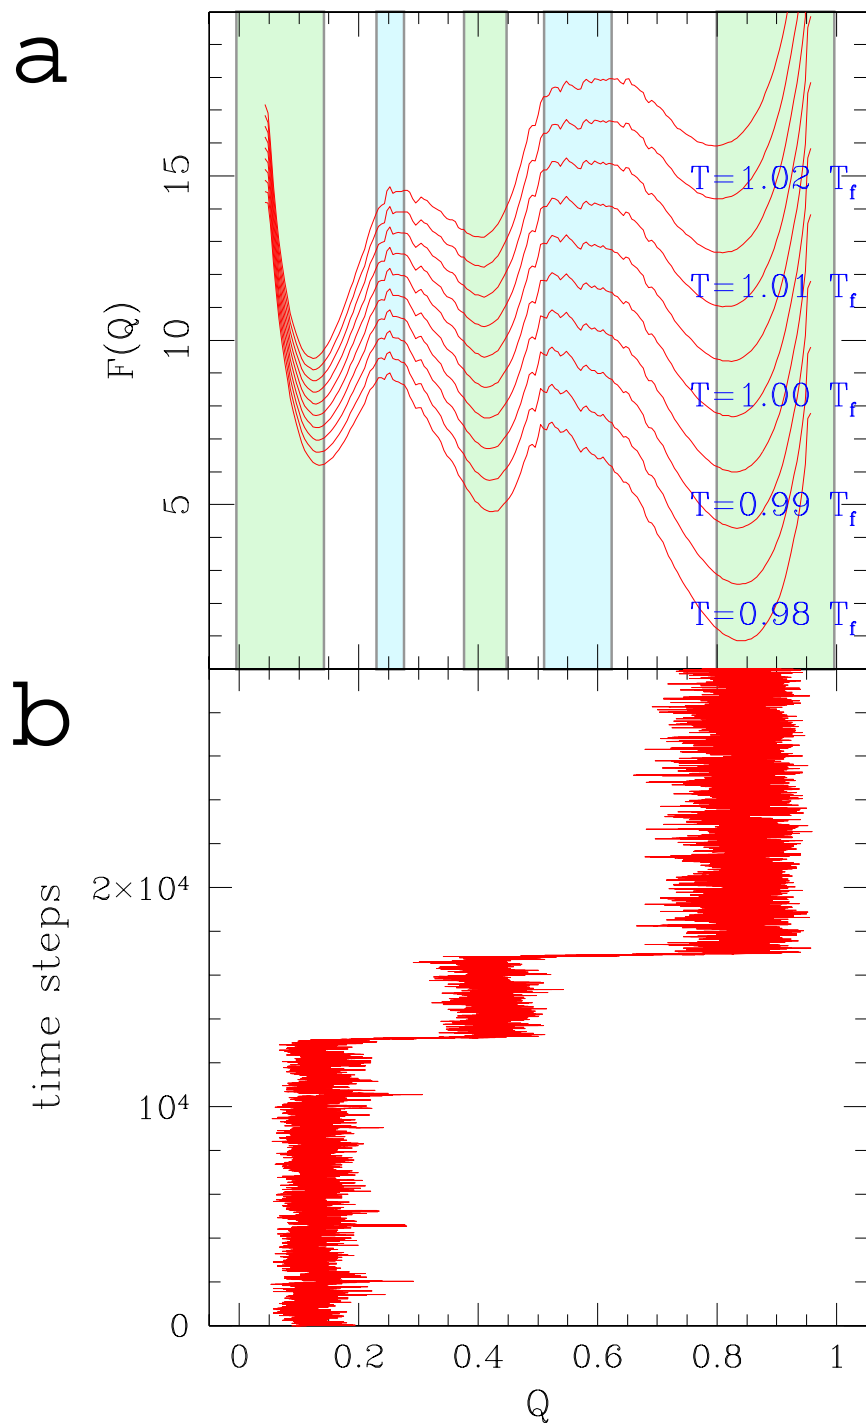 a
15
10
5
F(Q)
T=1.02 T_f
T=1.01 T_f
T=1.00 T_f
T=0.99 T_f
T=0.98 T_f
b
2×10⁴
10⁴
0
time steps
0 0.2 0.4 0.6 0.8 1
Q